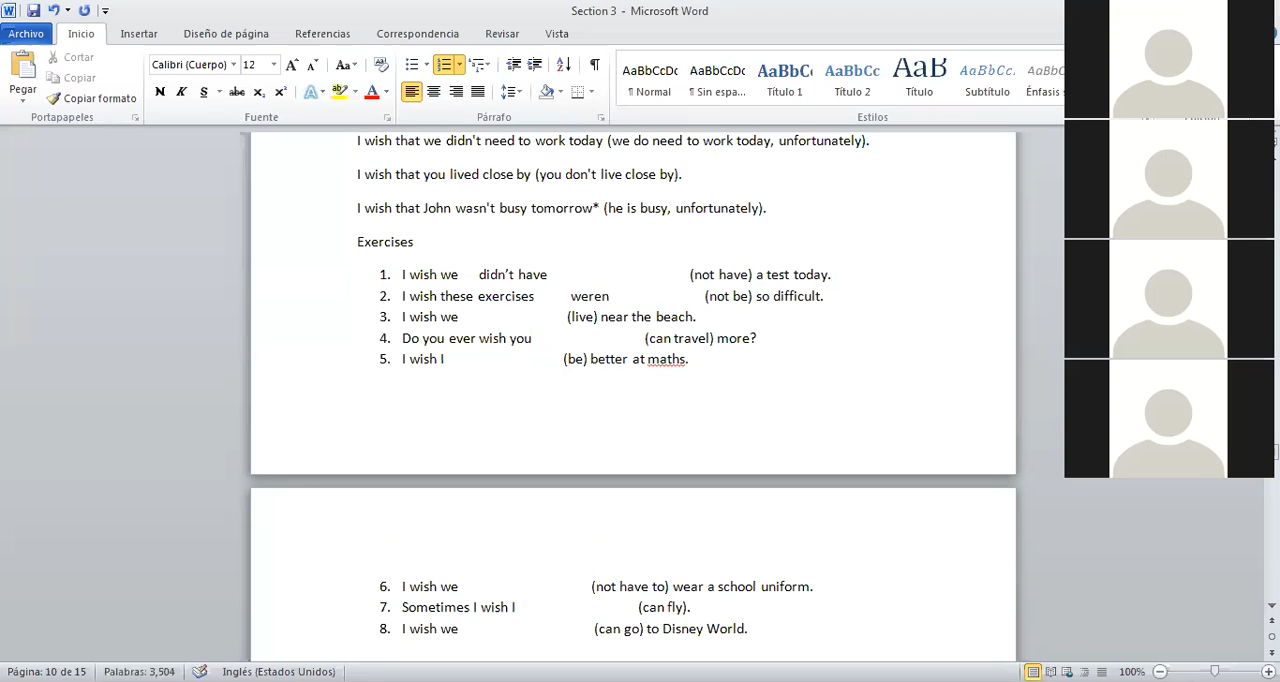 Section 3 - Microsoft Word
Archivo Inicio Insertar Diseño de página Referencias Correspondencia Revisar Vista
Cortar
Copiar
Copiar formato
Pegar
Portapapeles
Calibri (Cuerpo) 12
Fuente
Párrafo
AaBbCcDc AaBbCcDc AaBbC AaBbCc AaB AaBbCc. AaBbCc
¶ Normal ¶ Sin espa... Título 1 Título 2 Título Subtítulo Énfasis
Estilos
I wish that we didn't need to work today (we do need to work today, unfortunately).
I wish that you lived close by (you don't live close by).
I wish that John wasn't busy tomorrow* (he is busy, unfortunately).
Exercises
1. I wish we didn’t have (not have) a test today.
2. I wish these exercises weren (not be) so difficult.
3. I wish we (live) near the beach.
4. Do you ever wish you (can travel) more?
5. I wish I (be) better at maths.
6. I wish we (not have to) wear a school uniform.
7. Sometimes I wish I (can fly).
8. I wish we (can go) to Disney World.
Página: 10 de 15 Palabras: 3,504 Inglés (Estados Unidos) 100%